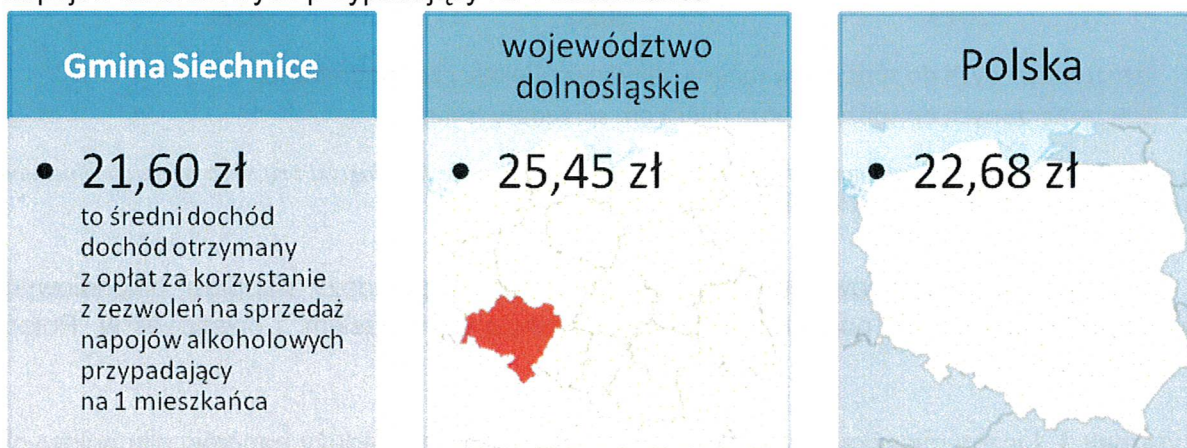 Gmina Siechnice
• 21,60 zł
to średni dochód
dochód otrzymany
z opłat za korzystanie
z zezwoleń na sprzedaż
napojów alkoholowych
przypadający
na 1 mieszkańca
województwo
dolnośląskie
• 25,45 zł
Polska
• 22,68 zł